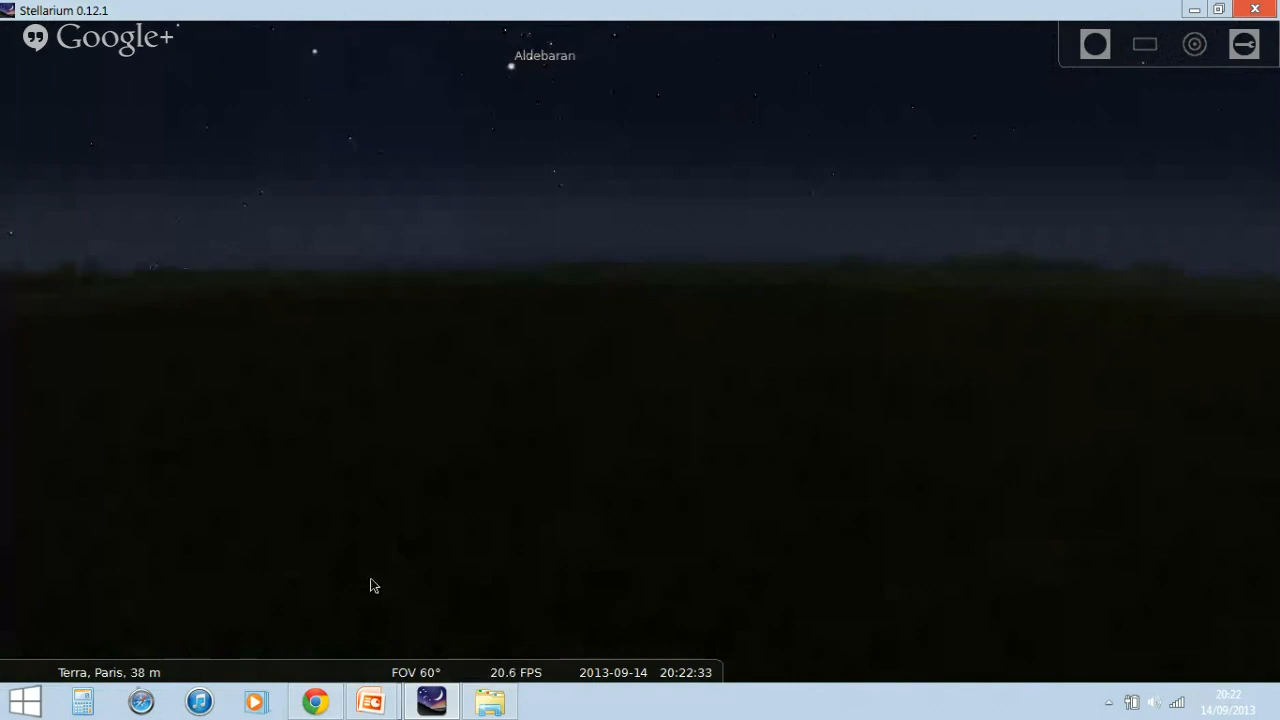 Stellarium 0.12.1
Google+
Aldebaran
Terra, Paris, 38 m FOV 60° 20.6 FPS 2013-09-14 20:22:33
20:22
14/09/2013